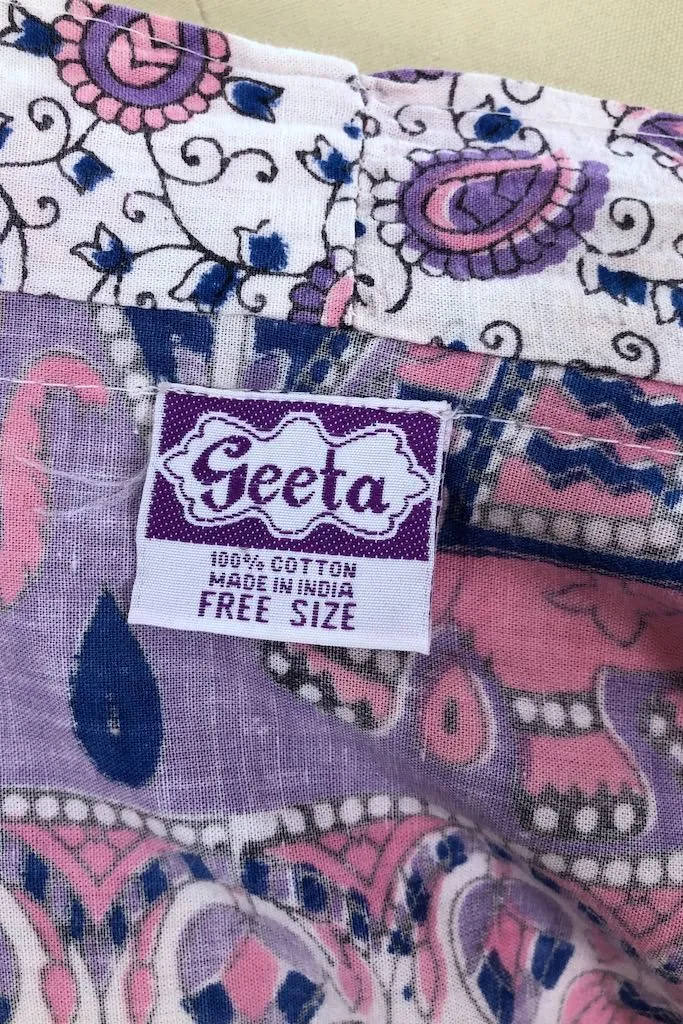 Geeta
100% COTTON
MADE IN INDIA
FREE SIZE